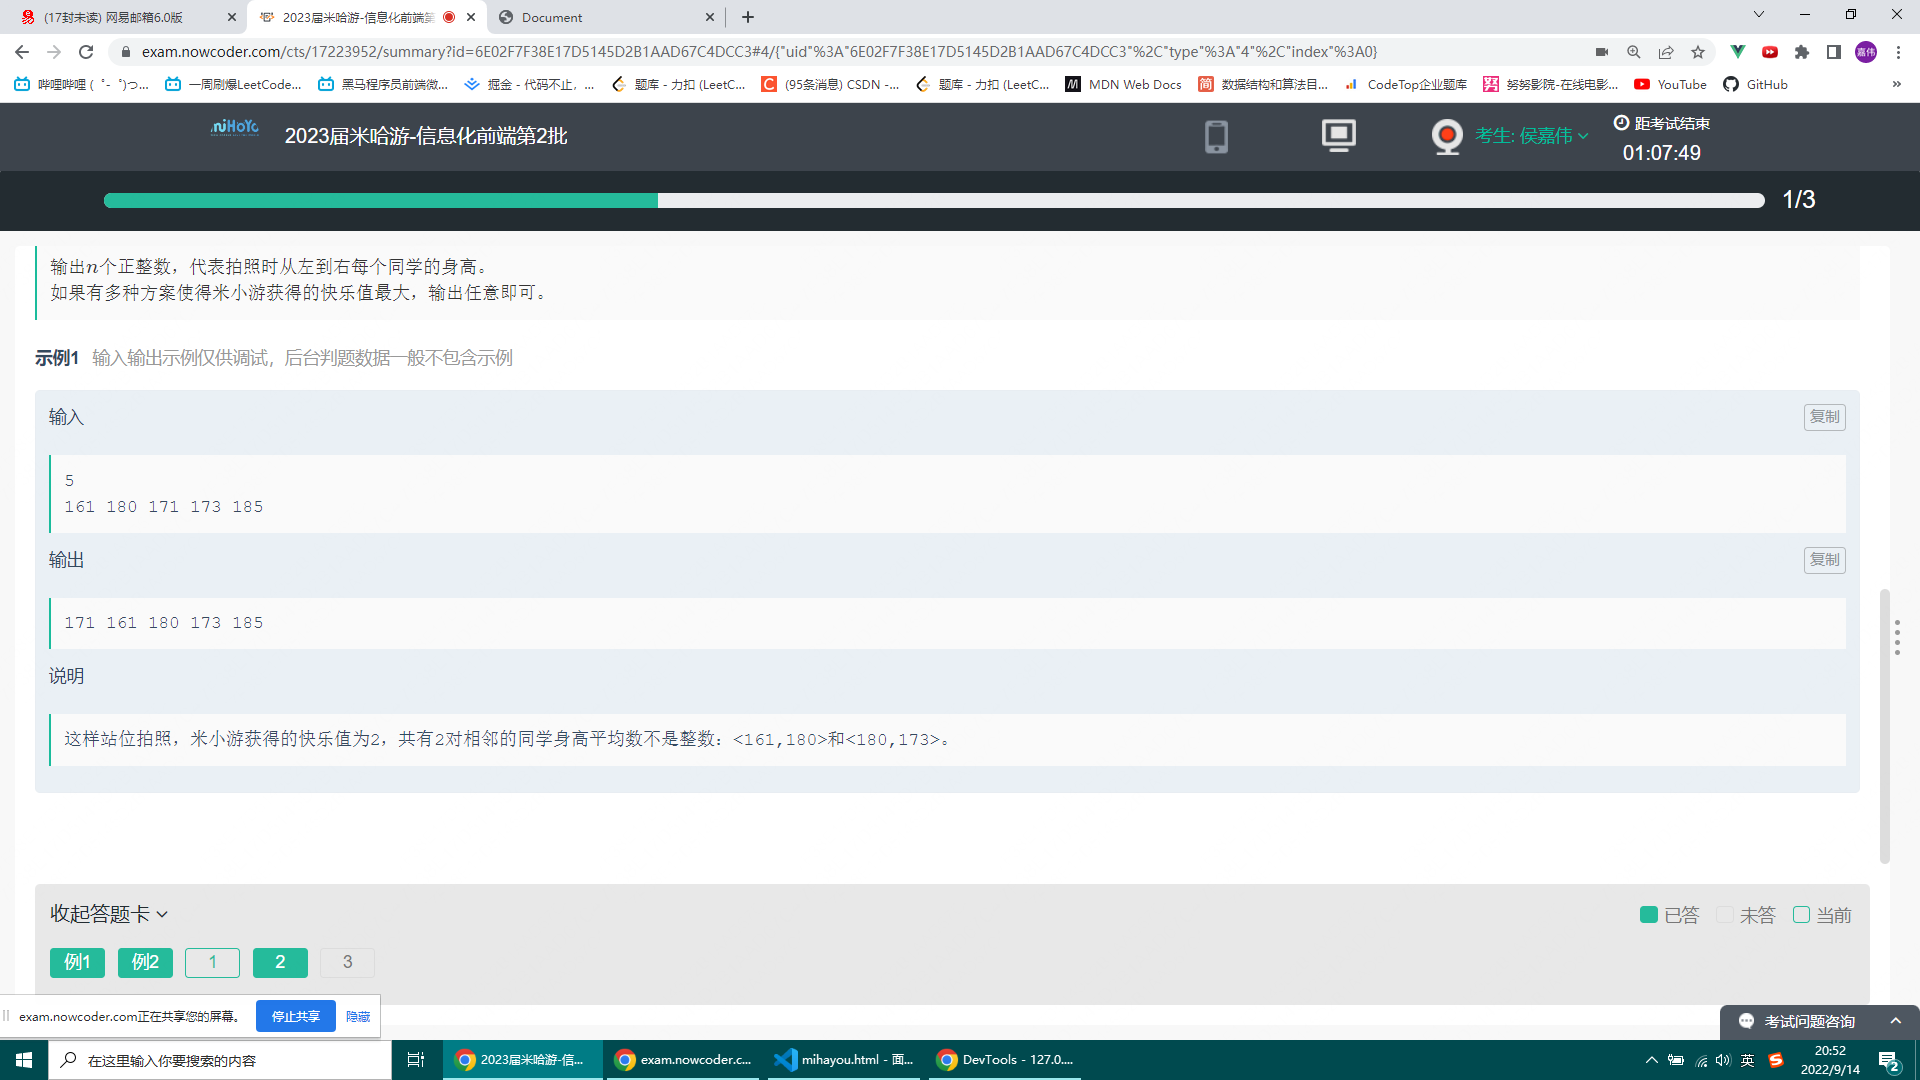 (17封未读) 网易邮箱6.0版
2023届米哈游-信息化前端第
Document
exam.nowcoder.com/cts/17223952/summary?id=6E02F7F38E17D5145D2B1AAD67C4DCC3#4/{"uid"%3A"6E02F7F38E17D5145D2B1AAD67C4DCC3"%2C"type"%3A"4"%2C"index"%3A0}
嘉伟
哔哩哔哩 ( ゜- ゜)つ...
一周刷爆LeetCode...
黑马程序员前端微...
掘金 - 代码不止，...
题库 - 力扣 (LeetC...
(95条消息) CSDN -...
题库 - 力扣 (LeetC...
MDN Web Docs
数据结构和算法目...
CodeTop企业题库
努努影院-在线电影...
YouTube
GitHub
»
miHoYo
2023届米哈游-信息化前端第2批
考生: 侯嘉伟
距考试结束
01:07:49
1/3
输出n个正整数，代表拍照时从左到右每个同学的身高。
如果有多种方案使得米小游获得的快乐值最大，输出任意即可。
示例1 输入输出示例仅供调试，后台判题数据一般不包含示例
输入
复制
5
161 180 171 173 185
输出
复制
171 161 180 173 185
说明
这样站位拍照，米小游获得的快乐值为2，共有2对相邻的同学身高平均数不是整数：<161,180>和<180,173>。
收起答题卡
已答 未答 当前
例1 例2 1 2 3
exam.nowcoder.com正在共享您的屏幕。 停止共享 隐藏
考试问题咨询
在这里输入你要搜索的内容
2023届米哈游-信...
exam.nowcoder.c...
mihayou.html - 面...
DevTools - 127.0....
英
20:52
2022/9/14
2